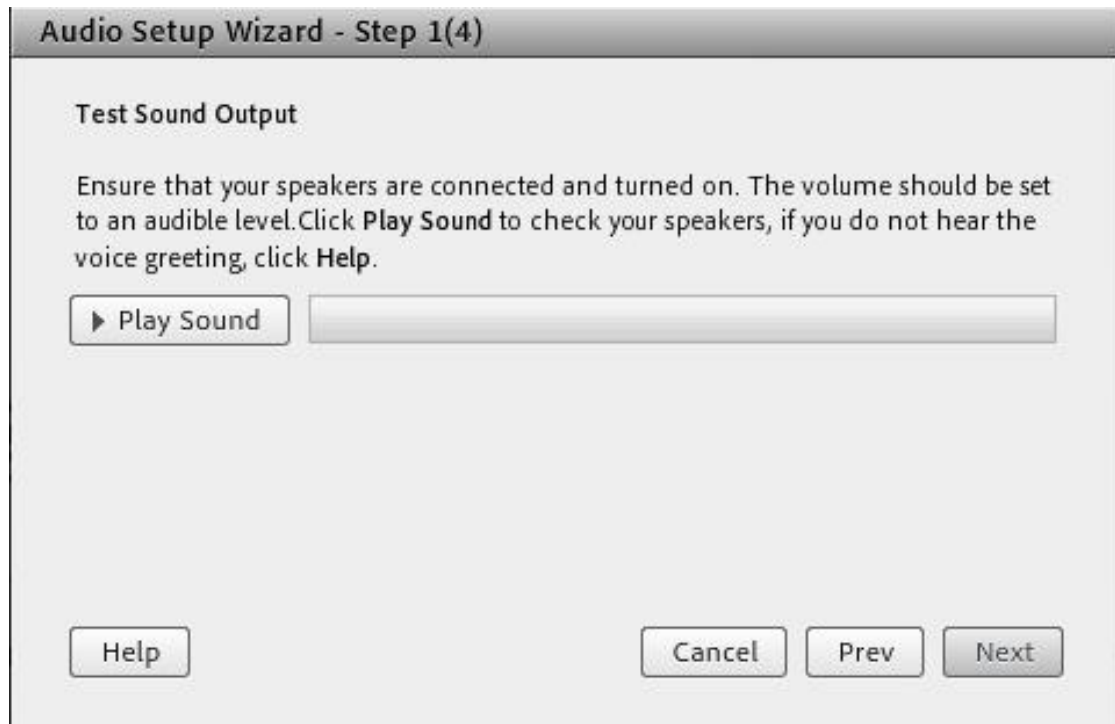 Audio Setup Wizard - Step 1(4)
Test Sound Output
Ensure that your speakers are connected and turned on. The volume should be set
to an audible level.Click Play Sound to check your speakers, if you do not hear the
voice greeting, click Help.
Play Sound
Help Cancel Prev Next